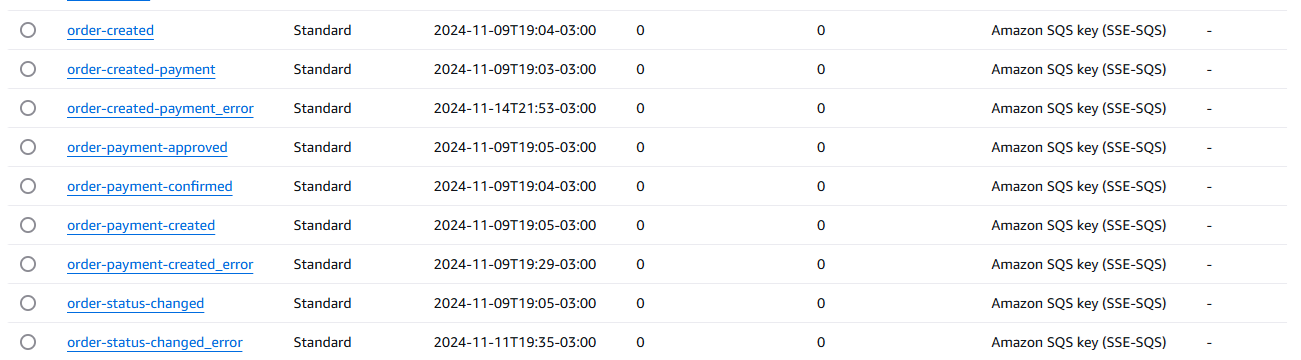 order-created Standard 2024-11-09T19:04-03:00 0 0 Amazon SQS key (SSE-SQS) -
order-created-payment Standard 2024-11-09T19:03-03:00 0 0 Amazon SQS key (SSE-SQS) -
order-created-payment_error Standard 2024-11-14T21:53-03:00 0 0 Amazon SQS key (SSE-SQS) -
order-payment-approved Standard 2024-11-09T19:05-03:00 0 0 Amazon SQS key (SSE-SQS) -
order-payment-confirmed Standard 2024-11-09T19:04-03:00 0 0 Amazon SQS key (SSE-SQS) -
order-payment-created Standard 2024-11-09T19:05-03:00 0 0 Amazon SQS key (SSE-SQS) -
order-payment-created_error Standard 2024-11-09T19:29-03:00 0 0 Amazon SQS key (SSE-SQS) -
order-status-changed Standard 2024-11-09T19:05-03:00 0 0 Amazon SQS key (SSE-SQS) -
order-status-changed_error Standard 2024-11-11T19:35-03:00 0 0 Amazon SQS key (SSE-SQS) -